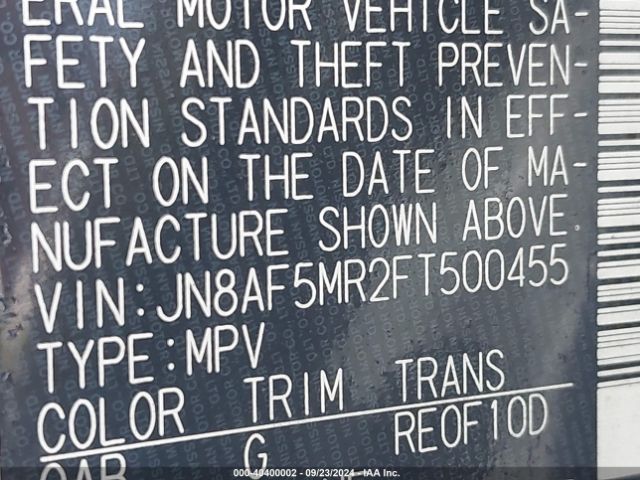 ERAL MOTOR VEHICLE SA-
FETY AND THEFT PREVEN-
TION STANDARDS IN EFF-
ECT ON THE DATE OF MA-
NUFACTURE SHOWN ABOVE.
VIN:JN8AF5MR2FT500455
TYPE:MPV
COLOR TRIM TRANS
G RE0F10D
000-40400002 - 09/23/2024 - IAA Inc.